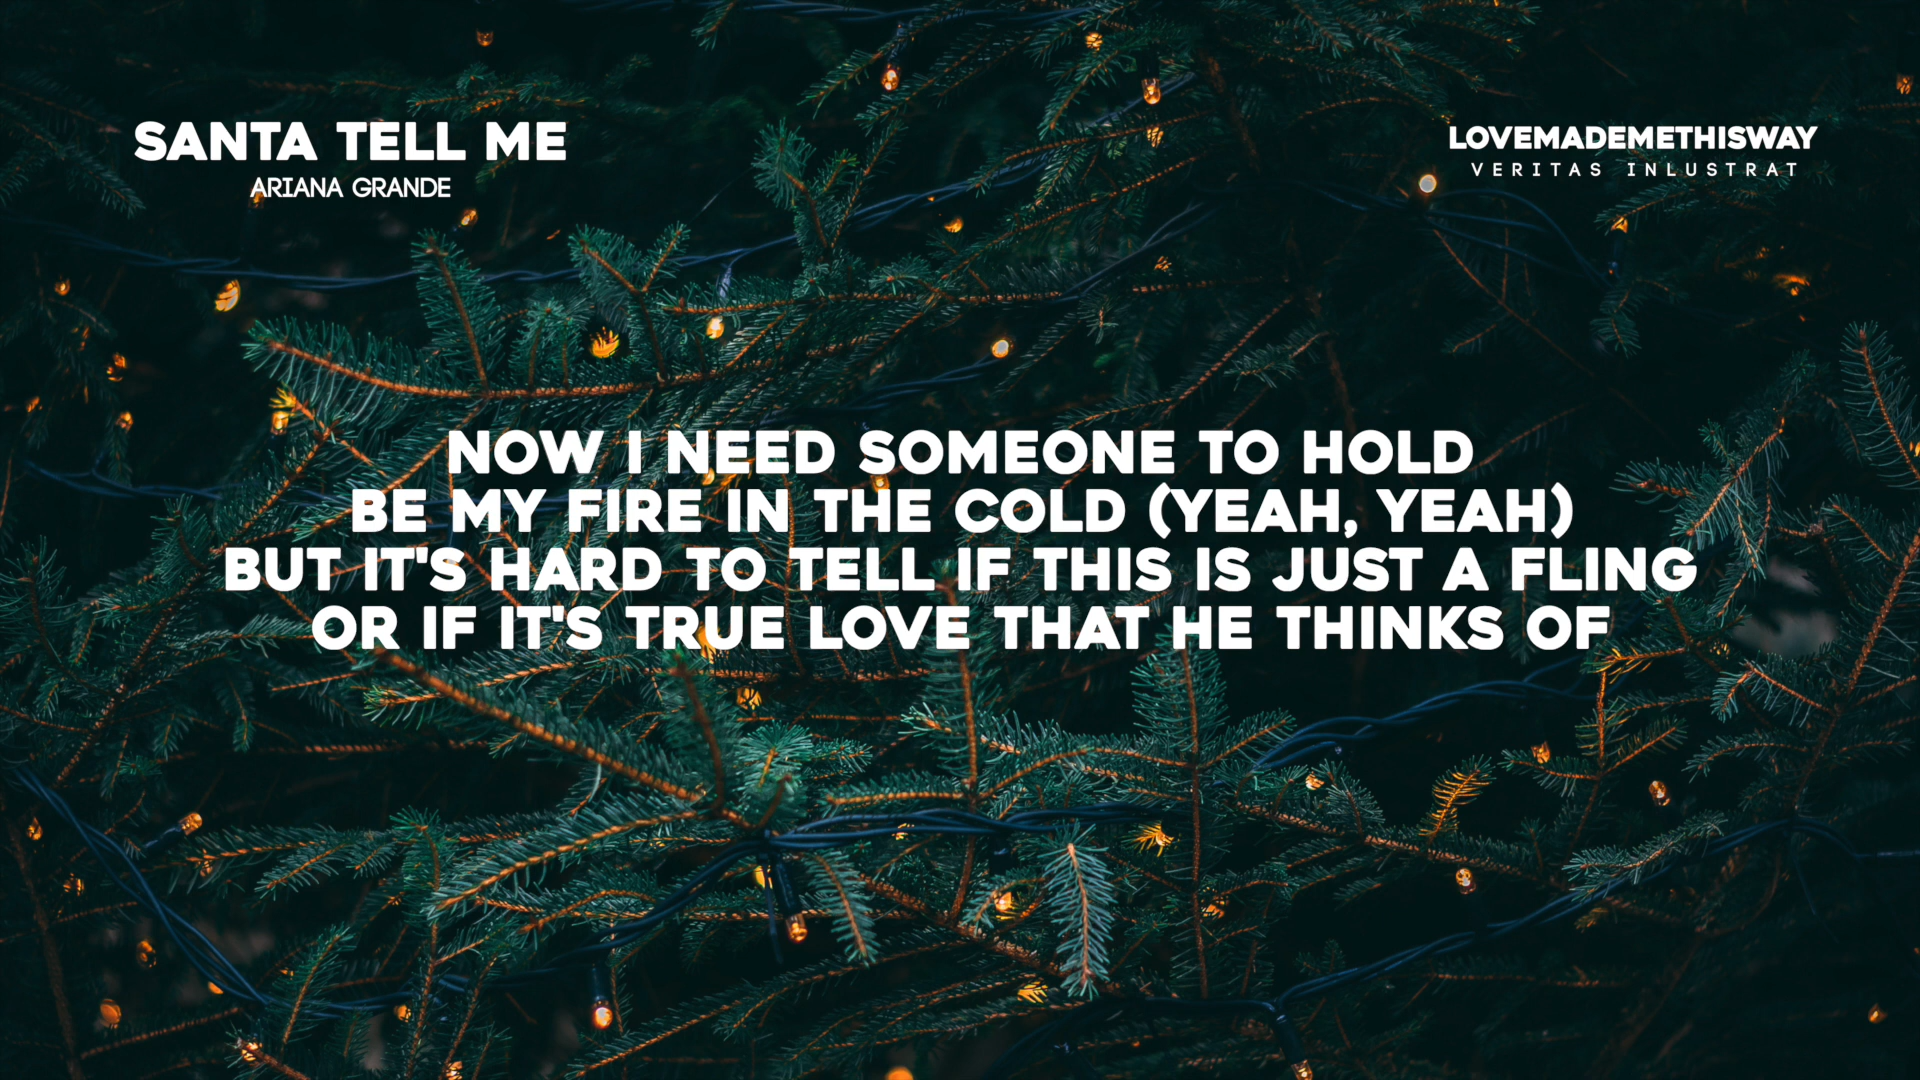 SANTA TELL ME
ARIANA GRANDE
LOVEMADEMETHISWAY
VERITAS INLUSTRAT
NOW I NEED SOMEONE TO HOLD
BE MY FIRE IN THE COLD (YEAH, YEAH)
BUT IT'S HARD TO TELL IF THIS IS JUST A FLING
OR IF IT'S TRUE LOVE THAT HE THINKS OF